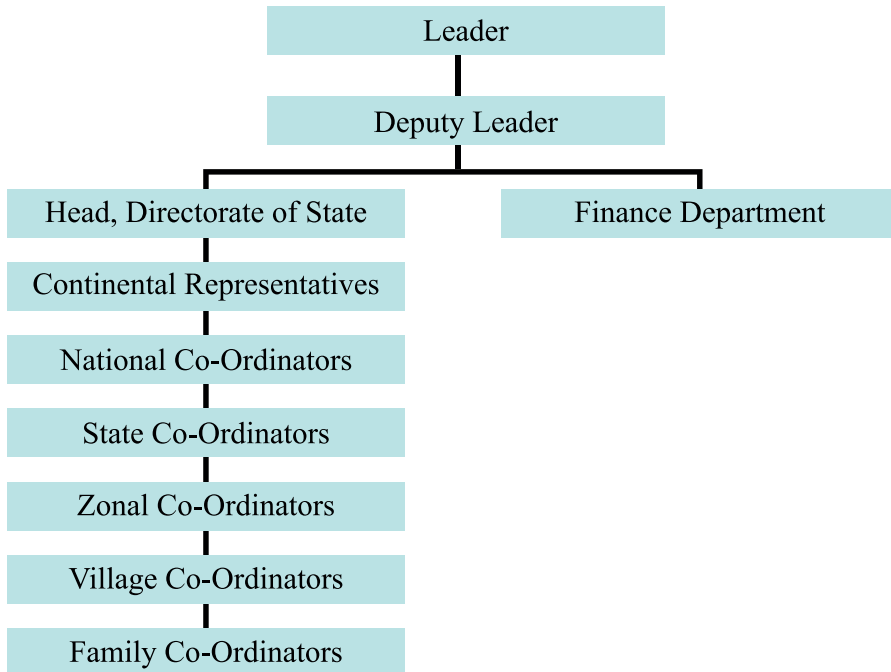 Leader
Deputy Leader
Head, Directorate of State
Finance Department
Continental Representatives
National Co-Ordinators
State Co-Ordinators
Zonal Co-Ordinators
Village Co-Ordinators
Family Co-Ordinators